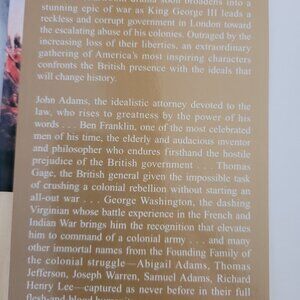 soon broadens into a
stunning epic of war as King George III leads a
reckless and corrupt government in London toward
the escalating abuse of his colonies. Outraged by the
increasing loss of their liberties, an extraordinary
gathering of America's most inspiring characters
confronts the British presence with the ideals that
will change history.
John Adams, the idealistic attorney devoted to the
law, who rises to greatness by the power of his
words . . . Ben Franklin, one of the most celebrated
men of his time, the elderly and audacious inventor
and philosopher who endures firsthand the hostile
prejudice of the British government . . . Thomas
Gage, the British general given the impossible task
of crushing a colonial rebellion without starting an
all-out war . . . George Washington, the dashing
Virginian whose battle experience in the French and
Indian War brings him the recognition that elevates
him to command of a colonial army . . . and many
other immortal names from the Founding Family of
the colonial struggle—Abigail Adams, Thomas
Jefferson, Joseph Warren, Samuel Adams, Richard
Henry Lee—captured as never before in their full
flesh-and-blood